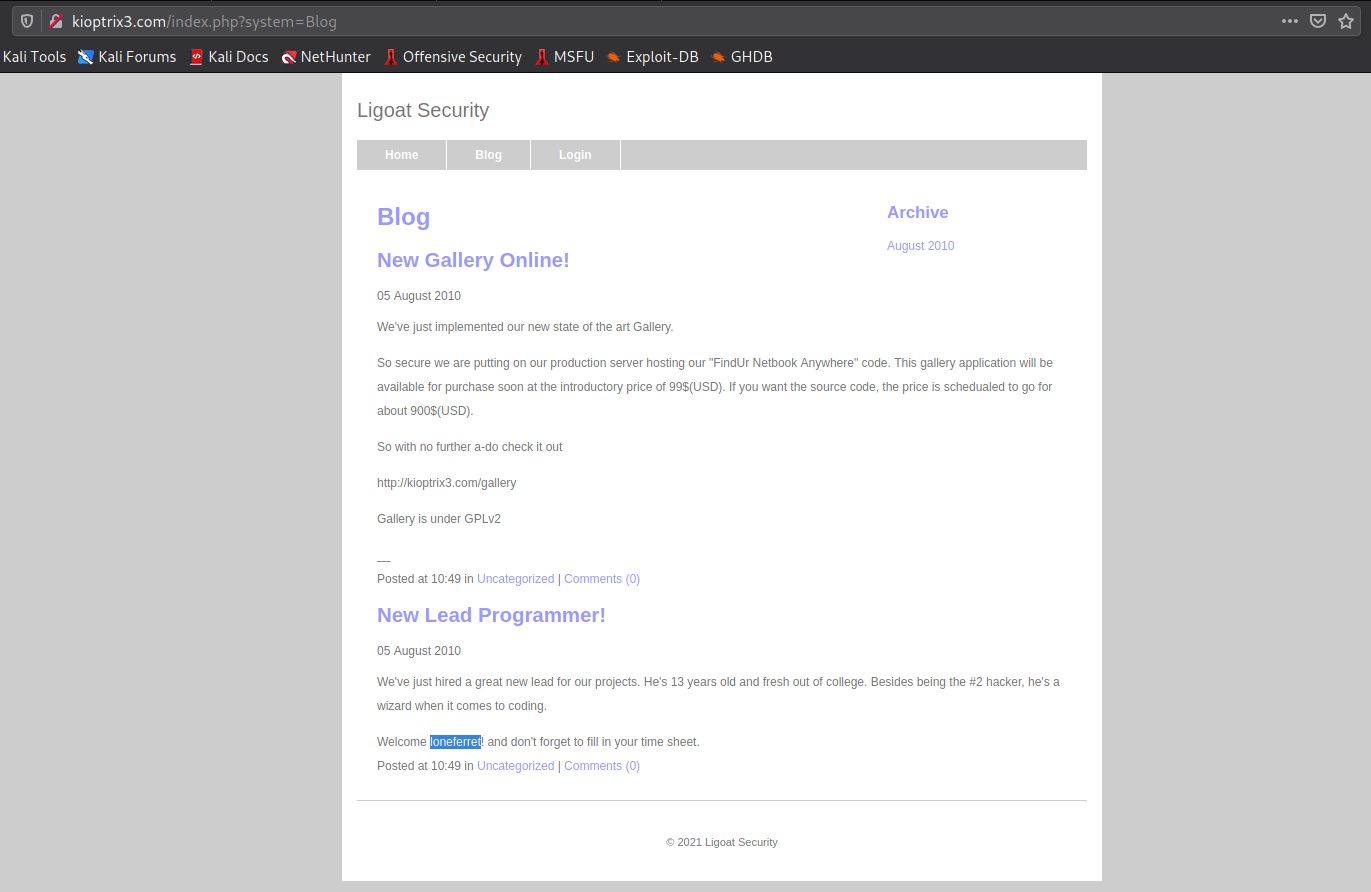 kioptrix3.com/index.php?system=Blog
Kali Tools Kali Forums Kali Docs NetHunter Offensive Security MSFU Exploit-DB GHDB
Ligoat Security
Home Blog Login
Blog
New Gallery Online!
05 August 2010
We've just implemented our new state of the art Gallery.
So secure we are putting on our production server hosting our "FindUr Netbook Anywhere" code. This gallery application will be
available for purchase soon at the introductory price of 99$(USD). If you want the source code, the price is schedualed to go for
about 900$(USD).
So with no further a-do check it out
http://kioptrix3.com/gallery
Gallery is under GPLv2
__
Posted at 10:49 in Uncategorized | Comments (0)
New Lead Programmer!
05 August 2010
We've just hired a great new lead for our projects. He's 13 years old and fresh out of college. Besides being the #2 hacker, he's a
wizard when it comes to coding.
Welcome loneferret! and don't forget to fill in your time sheet.
Posted at 10:49 in Uncategorized | Comments (0)
Archive
August 2010
© 2021 Ligoat Security